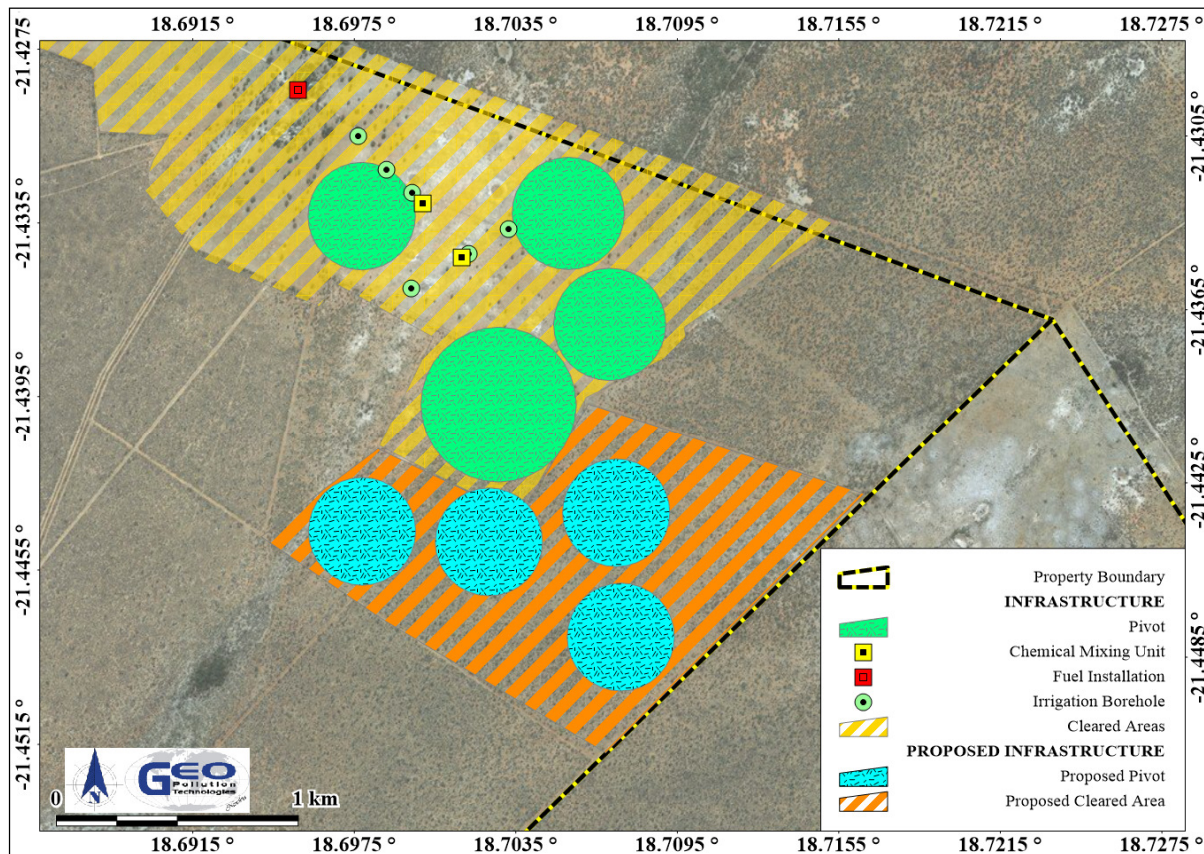 18.6915 ° 18.6975 ° 18.7035 ° 18.7095 ° 18.7155 ° 18.7215 ° 18.7275 °
-21.4275 °
-21.4305 °
-21.4335 °
-21.4365 °
-21.4395 °
-21.4425 °
-21.4455 °
-21.4485 °
-21.4515 °
Property Boundary
INFRASTRUCTURE
Pivot
Chemical Mixing Unit
Fuel Installation
Irrigation Borehole
Cleared Areas
PROPOSED INFRASTRUCTURE
Proposed Pivot
Proposed Cleared Area
N
GEO
Pollution
Technologies
0 1 km
18.6915 ° 18.6975 ° 18.7035 ° 18.7095 ° 18.7155 ° 18.7215 ° 18.7275 °